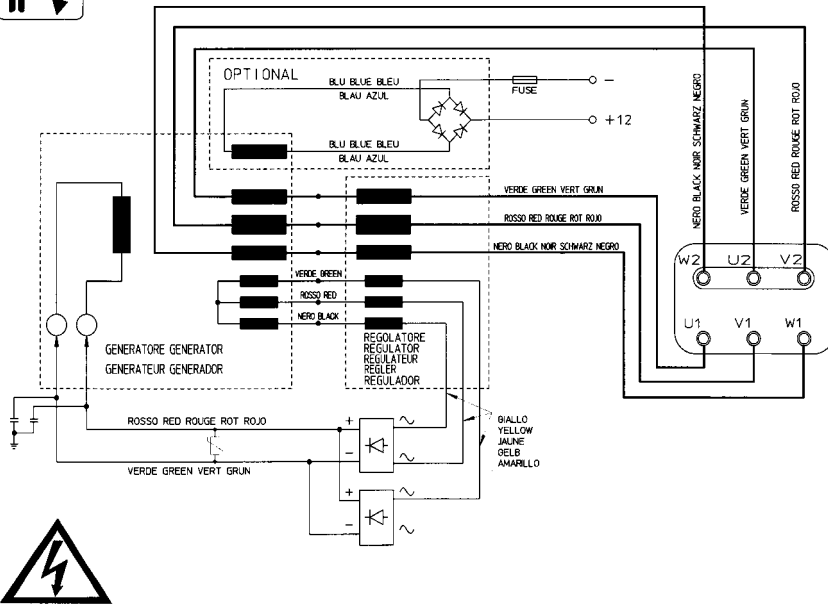 OPTIONAL
BLU BLUE BLEU
BLAU AZUL
FUSE
−
+12
BLU BLUE BLEU
BLAU AZUL
NERO BLACK NOIR SCHWARZ NEGRO
VERDE GREEN VERT GRUN
ROSSO RED ROUGE ROT ROJO
VERDE GREEN VERT GRUN
ROSSO RED ROUGE ROT ROJO
NERO BLACK NOIR SCHWARZ NEGRO
W2 U2 V2
U1 V1 W1
VERDE GREEN
ROSSO RED
NERO BLACK
GENERATORE GENERATOR
GENERATEUR GENERADOR
REGOLATORE
REGULATOR
REGULATEUR
REGLER
REGULADOR
ROSSO RED ROUGE ROT ROJO
VERDE GREEN VERT GRUN
+ ~
− ~
+ ~
− ~
GIALLO
YELLOW
JAUNE
GELB
AMARILLO